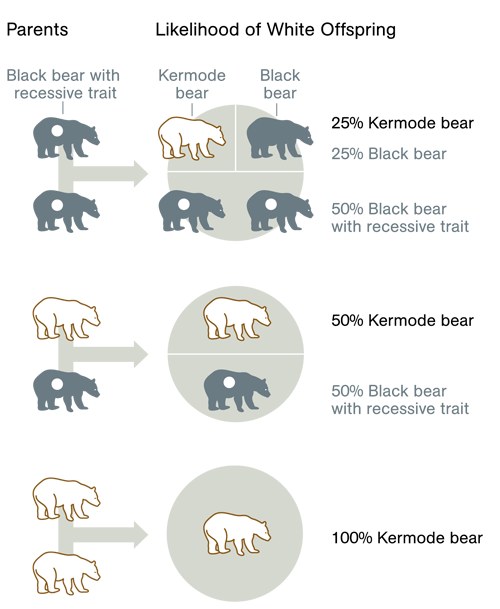 Parents
Likelihood of White Offspring
Black bear with
recessive trait
Kermode
bear
Black
bear
25% Kermode bear
25% Black bear
50% Black bear
with recessive trait
50% Kermode bear
50% Black bear
with recessive trait
100% Kermode bear